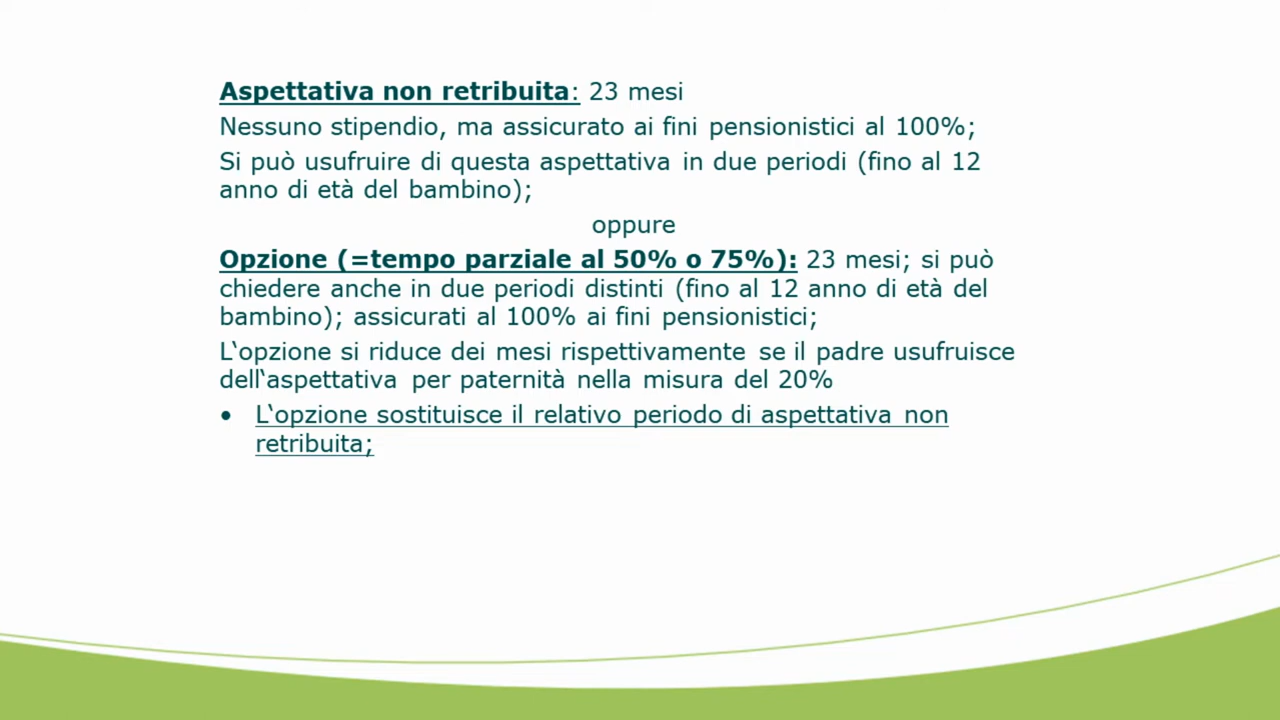 Aspettativa non retribuita: 23 mesi
Nessuno stipendio, ma assicurato ai fini pensionistici al 100%;
Si può usufruire di questa aspettativa in due periodi (fino al 12
anno di età del bambino);
oppure
Opzione (=tempo parziale al 50% o 75%): 23 mesi; si può
chiedere anche in due periodi distinti (fino al 12 anno di età del
bambino); assicurati al 100% ai fini pensionistici;
L‛opzione si riduce dei mesi rispettivamente se il padre usufruisce
dell‛aspettativa per paternità nella misura del 20%
• L‛opzione sostituisce il relativo periodo di aspettativa non
retribuita;